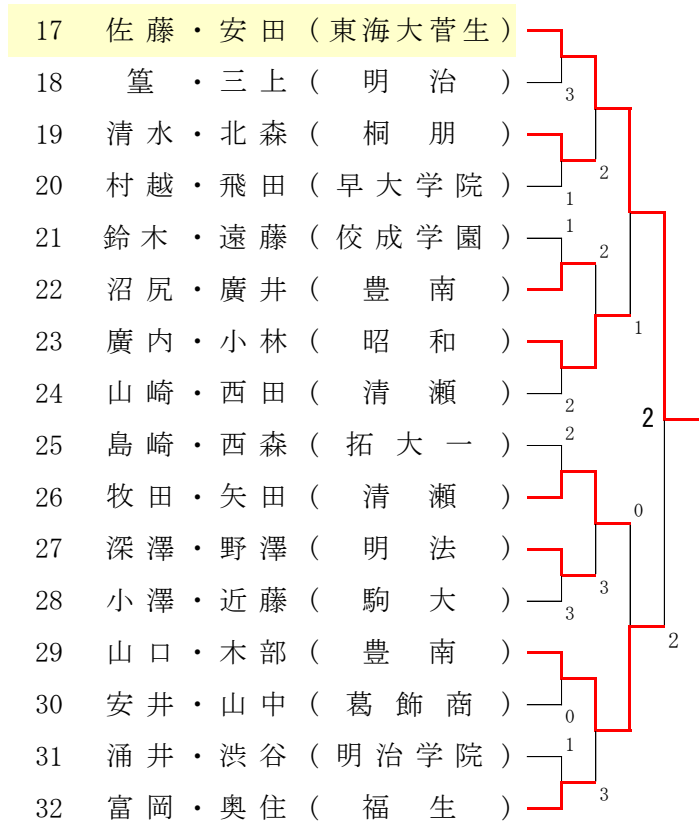 17 佐藤・安田(東海大菅生)
18 篁・三上(明治)
3
19 清水・北森(桐朋)
2
20 村越・飛田(早大学院)
1
21 鈴木・遠藤(佼成学園)
1
2
22 沼尻・廣井(豊南)
23 廣内・小林(昭和)
1
24 山崎・西田(清瀬)
2
2
25 島崎・西森(拓大一)
2
26 牧田・矢田(清瀬)
0
27 深澤・野澤(明法)
3
28 小澤・近藤(駒大)
3
2
29 山口・木部(豊南)
30 安井・山中(葛飾商)
0
31 涌井・渋谷(明治学院)
1
3
32 富岡・奥住(福生)